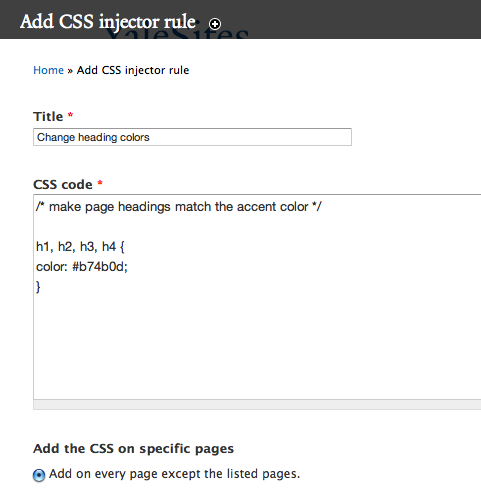 Add CSS injector rule
YaleSites
Home » Add CSS injector rule
Title *
Change heading colors
CSS code *
/* make page headings match the accent color */
h1, h2, h3, h4 {
color: #b74b0d;
}
Add the CSS on specific pages
Add on every page except the listed pages.